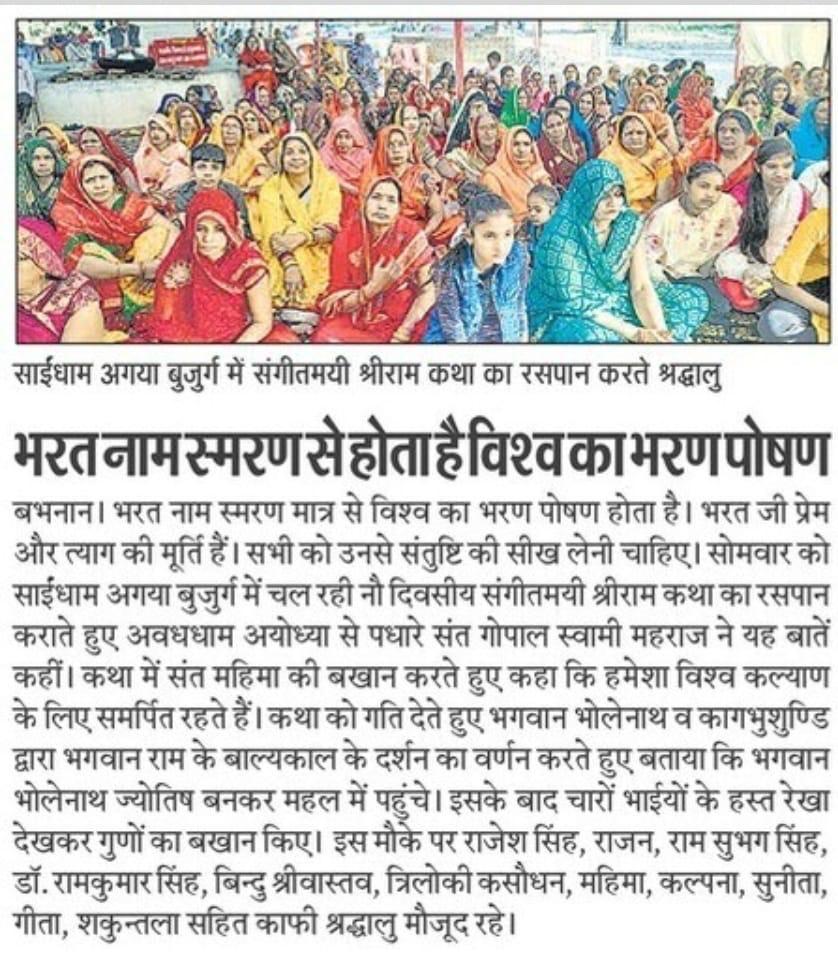 साईंधाम अगया बुजुर्ग में संगीतमयी श्रीराम कथा का रसपान करते श्रद्धालु
भरत नाम स्मरण से होता है विश्व का भरण पोषण
बभनान। भरत नाम स्मरण मात्र से विश्व का भरण पोषण होता है। भरत जी प्रेम
और त्याग की मूर्ति हैं। सभी को उनसे संतुष्टि की सीख लेनी चाहिए। सोमवार को
साईंधाम अगया बुजुर्ग में चल रही नौ दिवसीय संगीतमयी श्रीराम कथा का रसपान
कराते हुए अवधधाम अयोध्या से पधारे संत गोपाल स्वामी महराज ने यह बातें
कहीं। कथा में संत महिमा की बखान करते हुए कहा कि हमेशा विश्व कल्याण
के लिए समर्पित रहते हैं। कथा को गति देते हुए भगवान भोलेनाथ व कागभुशुण्डि
द्वारा भगवान राम के बाल्यकाल के दर्शन का वर्णन करते हुए बताया कि भगवान
भोलेनाथ ज्योतिष बनकर महल में पहुंचे। इसके बाद चारों भाईयों के हस्त रेखा
देखकर गुणों का बखान किए। इस मौके पर राजेश सिंह, राजन, राम सुभग सिंह,
डॉ. रामकुमार सिंह, बिन्दु श्रीवास्तव, त्रिलोकी कसौधन, महिमा, कल्पना, सुनीता,
गीता, शकुन्तला सहित काफी श्रद्धालु मौजूद रहे।